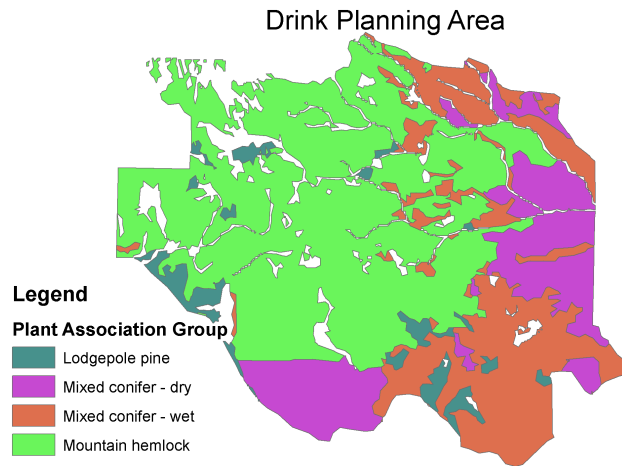 Drink Planning Area
Legend
Plant Association Group
Lodgepole pine
Mixed conifer - dry
Mixed conifer - wet
Mountain hemlock